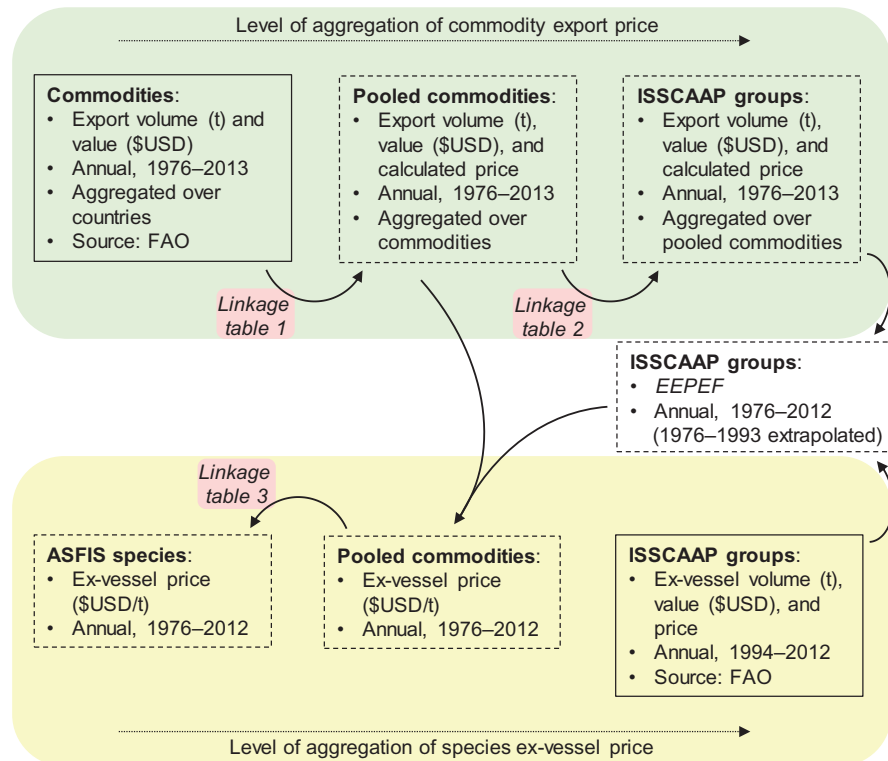 Level of aggregation of commodity export price
Commodities:
• Export volume (t) and
value ($USD)
• Annual, 1976–2013
• Aggregated over
countries
• Source: FAO
Pooled commodities:
• Export volume (t),
value ($USD), and
calculated price
• Annual, 1976–2013
• Aggregated over
commodities
ISSCAAP groups:
• Export volume (t),
value ($USD), and
calculated price
• Annual, 1976–2013
• Aggregated over
pooled commodities
Linkage
table 1
Linkage
table 2
ISSCAAP groups:
• EEPEF
• Annual, 1976–2012
(1976–1993 extrapolated)
Linkage
table 3
ASFIS species:
• Ex-vessel price
($USD/t)
• Annual, 1976–2012
Pooled commodities:
• Ex-vessel price
($USD/t)
• Annual, 1976–2012
ISSCAAP groups:
• Ex-vessel volume (t),
value ($USD), and
price
• Annual, 1994–2012
• Source: FAO
Level of aggregation of species ex-vessel price